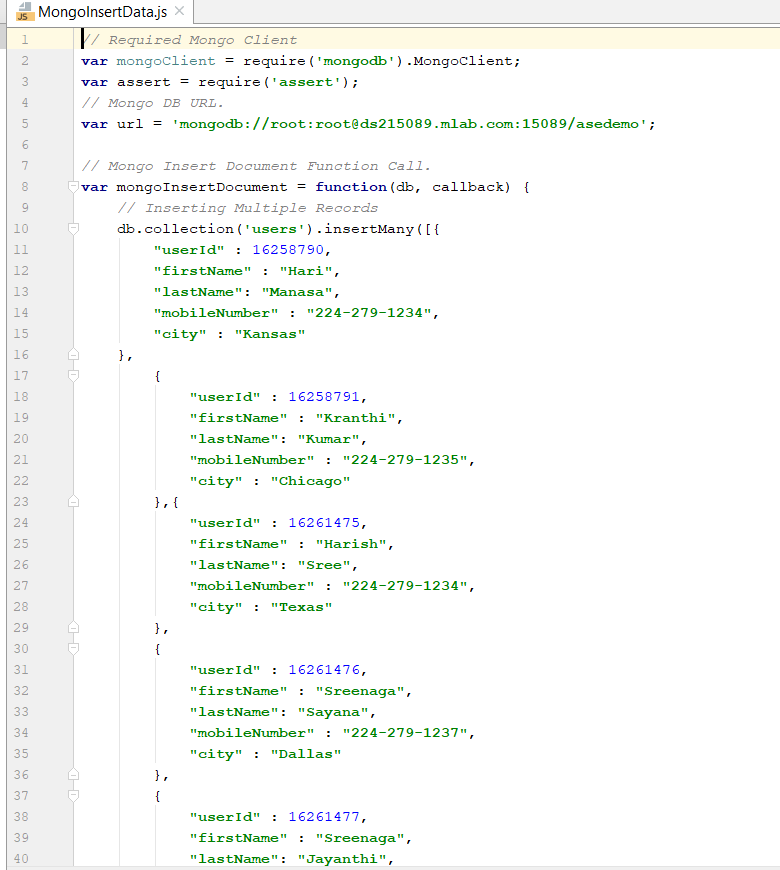 MongoInsertData.js
1 // Required Mongo Client
2 var mongoClient = require('mongodb').MongoClient;
3 var assert = require('assert');
4 // Mongo DB URL.
5 var url = 'mongodb://root:root@ds215089.mlab.com:15089/asedemo';
6
7 // Mongo Insert Document Function Call.
8 var mongoInsertDocument = function(db, callback) {
9 // Inserting Multiple Records
10 db.collection('users').insertMany([{
11 "userId" : 16258790,
12 "firstName" : "Hari",
13 "lastName": "Manasa",
14 "mobileNumber" : "224-279-1234",
15 "city" : "Kansas"
16 },
17 {
18 "userId" : 16258791,
19 "firstName" : "Kranthi",
20 "lastName": "Kumar",
21 "mobileNumber" : "224-279-1235",
22 "city" : "Chicago"
23 },{
24 "userId" : 16261475,
25 "firstName" : "Harish",
26 "lastName": "Sree",
27 "mobileNumber" : "224-279-1234",
28 "city" : "Texas"
29 },
30 {
31 "userId" : 16261476,
32 "firstName" : "Sreenaga",
33 "lastName": "Sayana",
34 "mobileNumber" : "224-279-1237",
35 "city" : "Dallas"
36 },
37 {
38 "userId" : 16261477,
39 "firstName" : "Sreenaga",
40 "lastName": "Jayanthi",